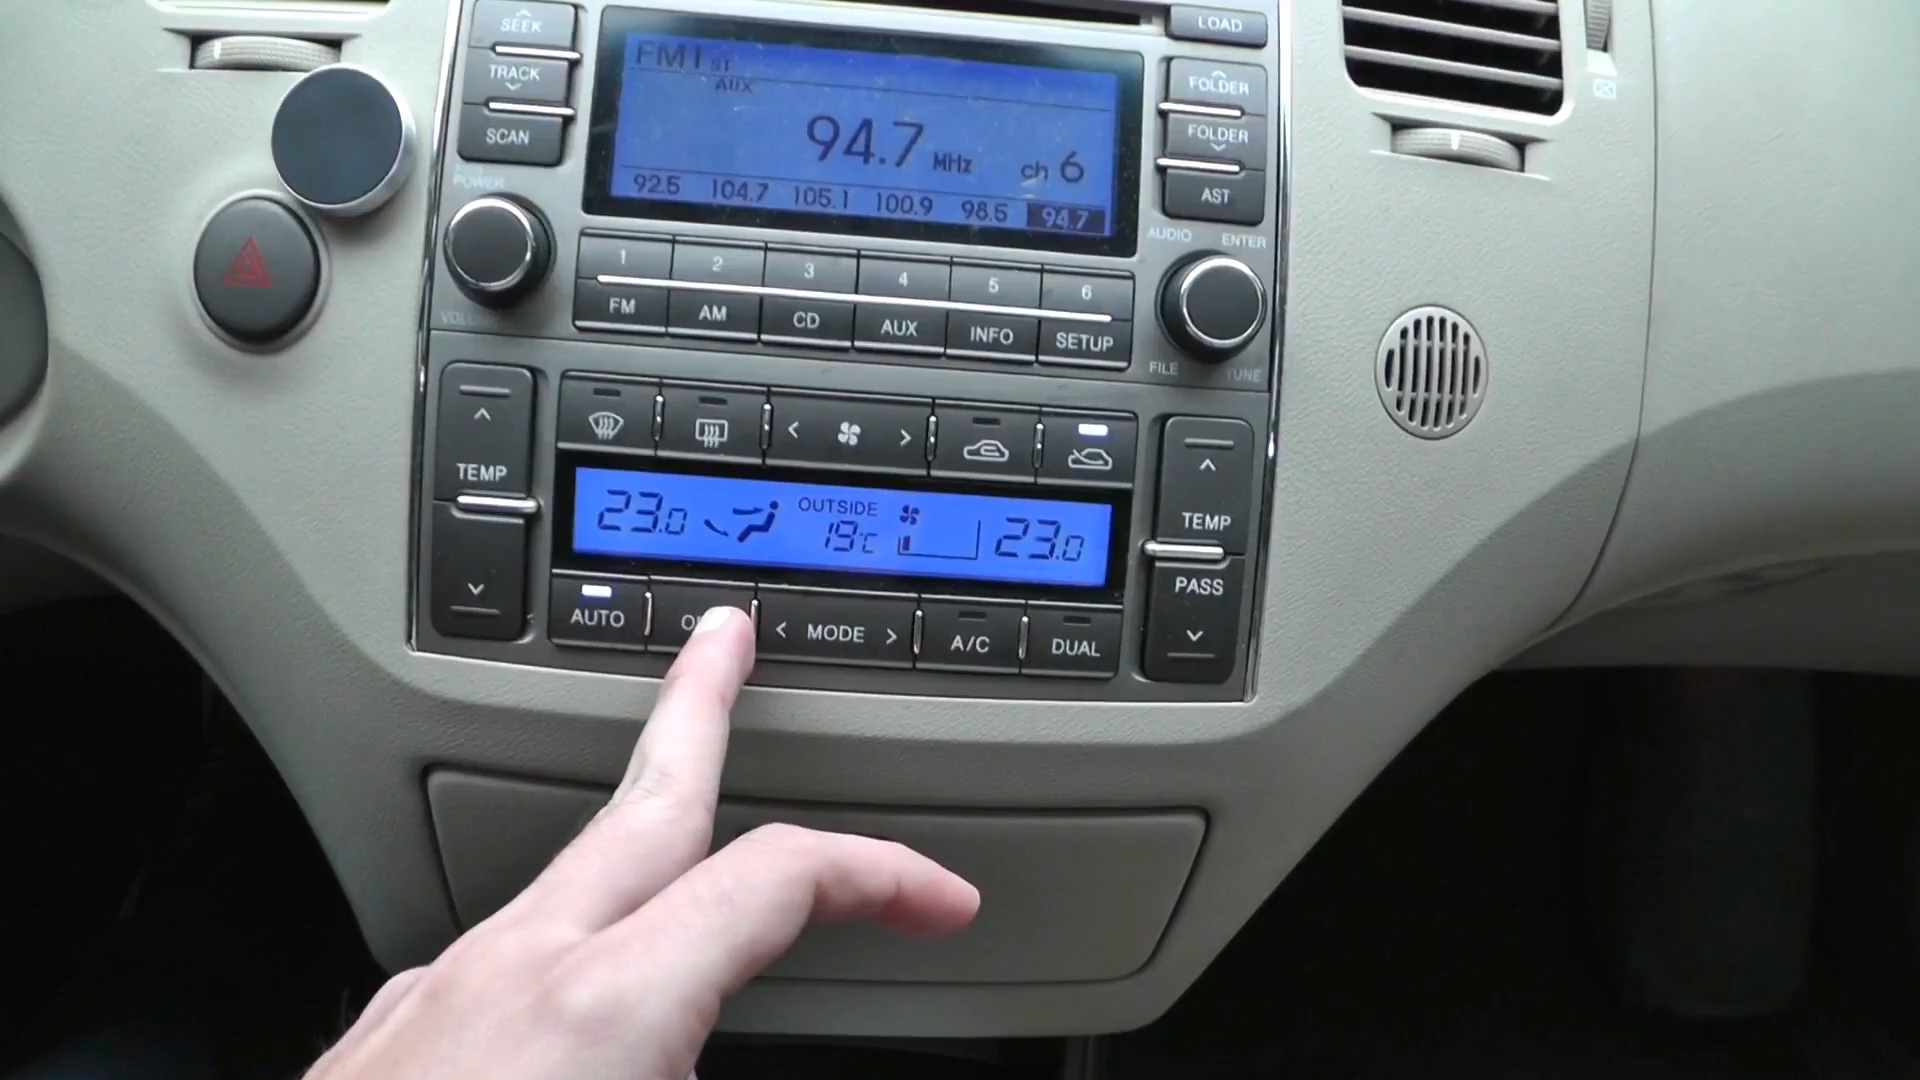 SEEK
TRACK
SCAN
POWER
FM1 ST
AUX
94.7 MHz ch 6
92.5 104.7 105.1 100.9 98.5 94.7
LOAD
FOLDER
FOLDER
AST
AUDIO ENTER
1 2 3 4 5 6
FM AM CD AUX INFO SETUP
FILE TUNE
TEMP
23.0 OUTSIDE 19°C 23.0
TEMP
PASS
AUTO < MODE > A/C DUAL